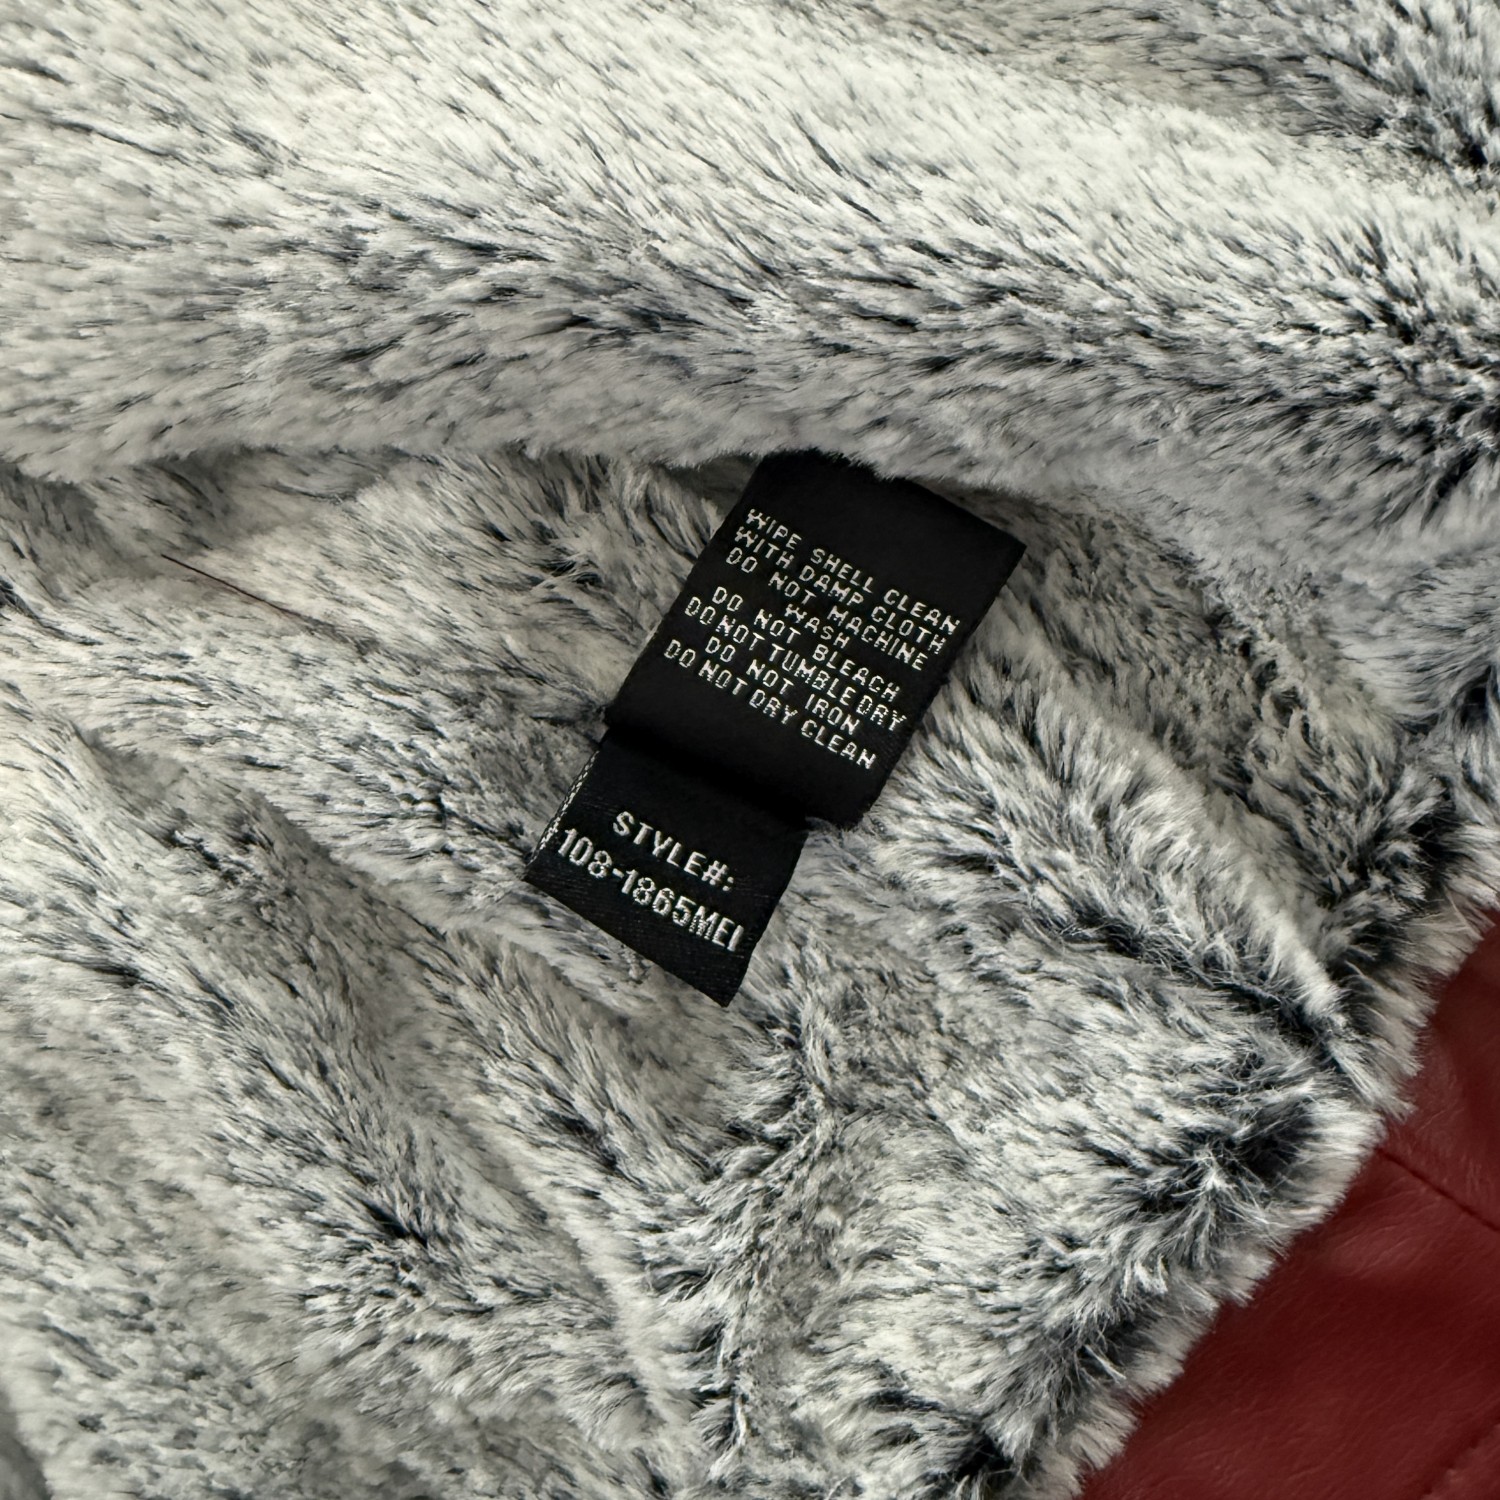 WIPE SHELL CLEAN
WITH DAMP CLOTH
DO NOT MACHINE
WASH
DO NOT BLEACH
DO NOT TUMBLE DRY
DO NOT IRON
DO NOT DRY CLEAN
STYLE#:
108-1865MEI